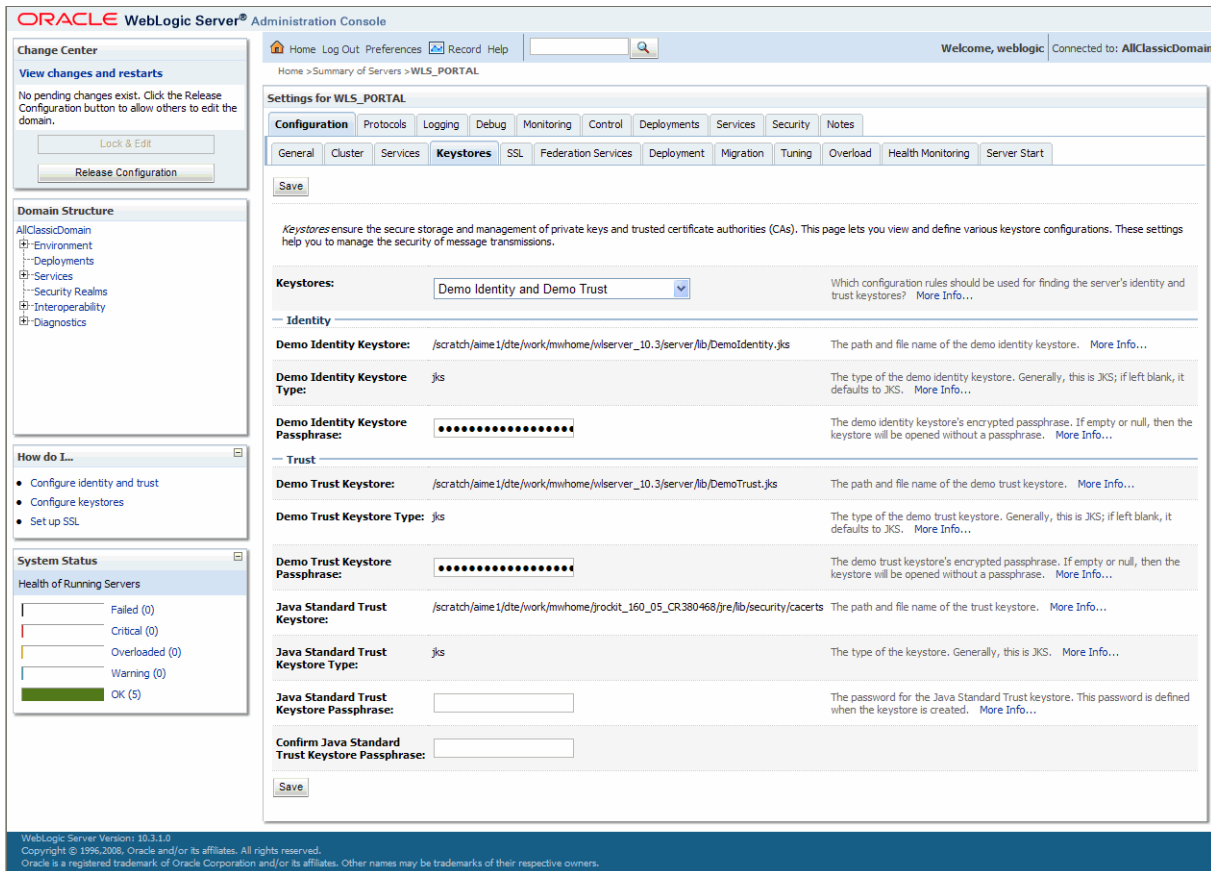 ORACLE WebLogic Server® Administration Console
Change Center
View changes and restarts
No pending changes exist. Click the Release
Configuration button to allow others to edit the
domain.
Lock & Edit
Release Configuration
Domain Structure
AllClassicDomain
Environment
Deployments
Services
Security Realms
Interoperability
Diagnostics
How do I...
Configure identity and trust
Configure keystores
Set up SSL
System Status
Health of Running Servers
Failed (0)
Critical (0)
Overloaded (0)
Warning (0)
OK (5)
Home Log Out Preferences Record Help
Welcome, weblogic Connected to: AllClassicDomain
Home >Summary of Servers >WLS_PORTAL
Settings for WLS_PORTAL
Configuration Protocols Logging Debug Monitoring Control Deployments Services Security Notes
General Cluster Services Keystores SSL Federation Services Deployment Migration Tuning Overload Health Monitoring Server Start
Save
Keystores ensure the secure storage and management of private keys and trusted certificate authorities (CAs). This page lets you view and define various keystore configurations. These settings
help you to manage the security of message transmissions.
Keystores:
Demo Identity and Demo Trust
Which configuration rules should be used for finding the server's identity and
trust keystores? More Info...
Identity
Demo Identity Keystore:
/scratch/aime1/dte/work/mwhome/wlserver_10.3/server/lib/DemoIdentity.jks
The path and file name of the demo identity keystore. More Info...
Demo Identity Keystore
Type:
jks
The type of the demo identity keystore. Generally, this is JKS; if left blank, it
defaults to JKS. More Info...
Demo Identity Keystore
Passphrase:
••••••••••••••••••
The demo identity keystore's encrypted passphrase. If empty or null, then the
keystore will be opened without a passphrase. More Info...
Trust
Demo Trust Keystore:
/scratch/aime1/dte/work/mwhome/wlserver_10.3/server/lib/DemoTrust.jks
The path and file name of the demo trust keystore. More Info...
Demo Trust Keystore Type:
jks
The type of the demo trust keystore. Generally, this is JKS; if left blank, it
defaults to JKS. More Info...
Demo Trust Keystore
Passphrase:
••••••••••••••••••
The demo trust keystore's encrypted passphrase. If empty or null, then the
keystore will be opened without a passphrase. More Info...
Java Standard Trust
Keystore:
/scratch/aime1/dte/work/mwhome/jrockit_160_05_CR380468/jre/lib/security/cacerts
The path and file name of the trust keystore. More Info...
Java Standard Trust
Keystore Type:
jks
The type of the keystore. Generally, this is JKS. More Info...
Java Standard Trust
Keystore Passphrase:
The password for the Java Standard Trust keystore. This password is defined
when the keystore is created. More Info...
Confirm Java Standard
Trust Keystore Passphrase:
Save
WebLogic Server Version: 10.3.1.0
Copyright © 1996,2008, Oracle and/or its affiliates. All rights reserved.
Oracle is a registered trademark of Oracle Corporation and/or its affiliates. Other names may be trademarks of their respective owners.